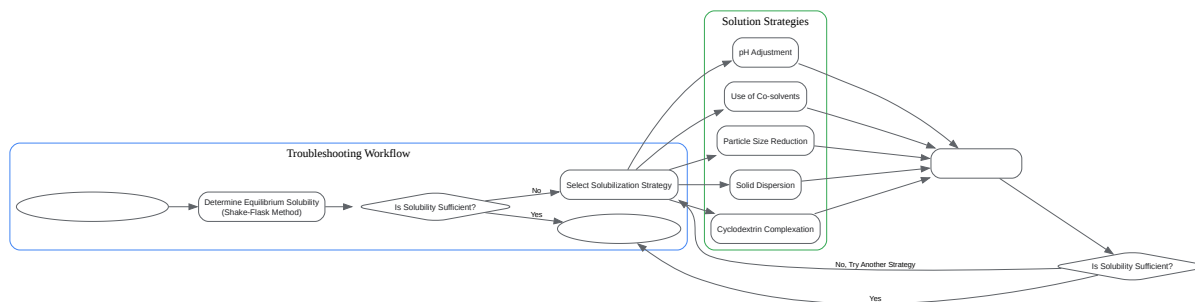 Solution Strategies
pH Adjustment
Use of Co-solvents
Particle Size Reduction
Solid Dispersion
Cyclodextrin Complexation
Troubleshooting Workflow
Determine Equilibrium Solubility
(Shake-Flask Method)
Is Solubility Sufficient?
No
Yes
Select Solubilization Strategy
No, Try Another Strategy
Is Solubility Sufficient?
Yes